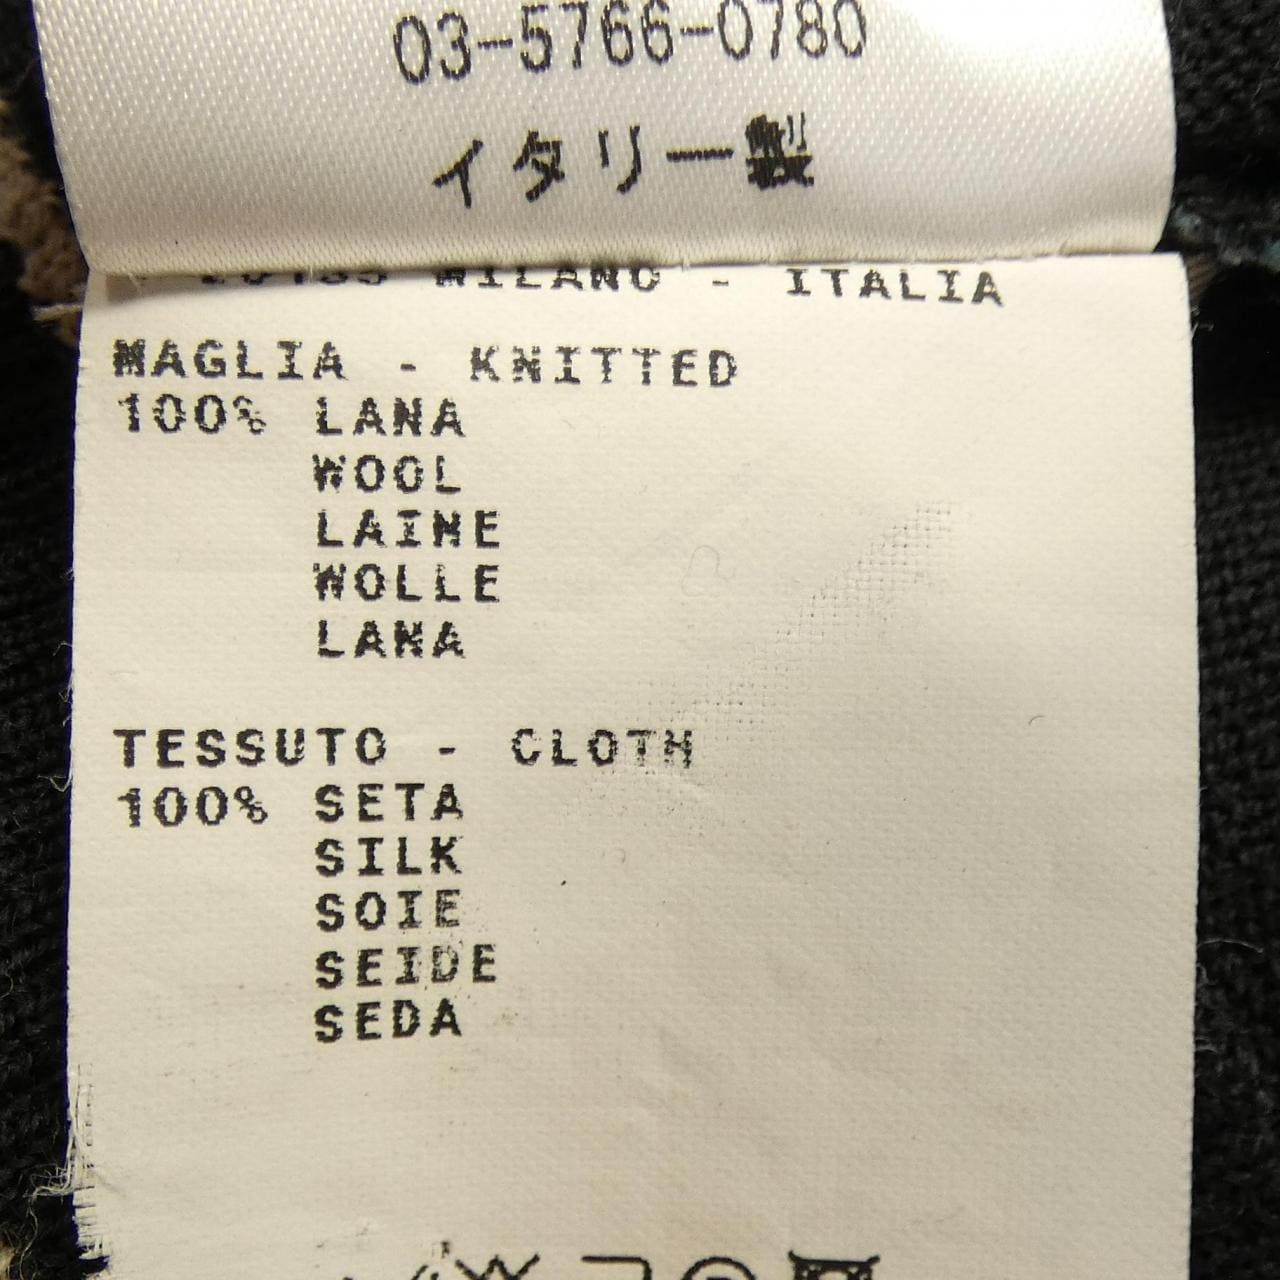 03-5766-0780
イタリー製
MILANO - ITALIA
MAGLIA - KNITTED
100% LANA
WOOL
LAINE
WOLLE
LANA
TESSUTO - CLOTH
100% SETA
SILK
SOIE
SEIDE
SEDA